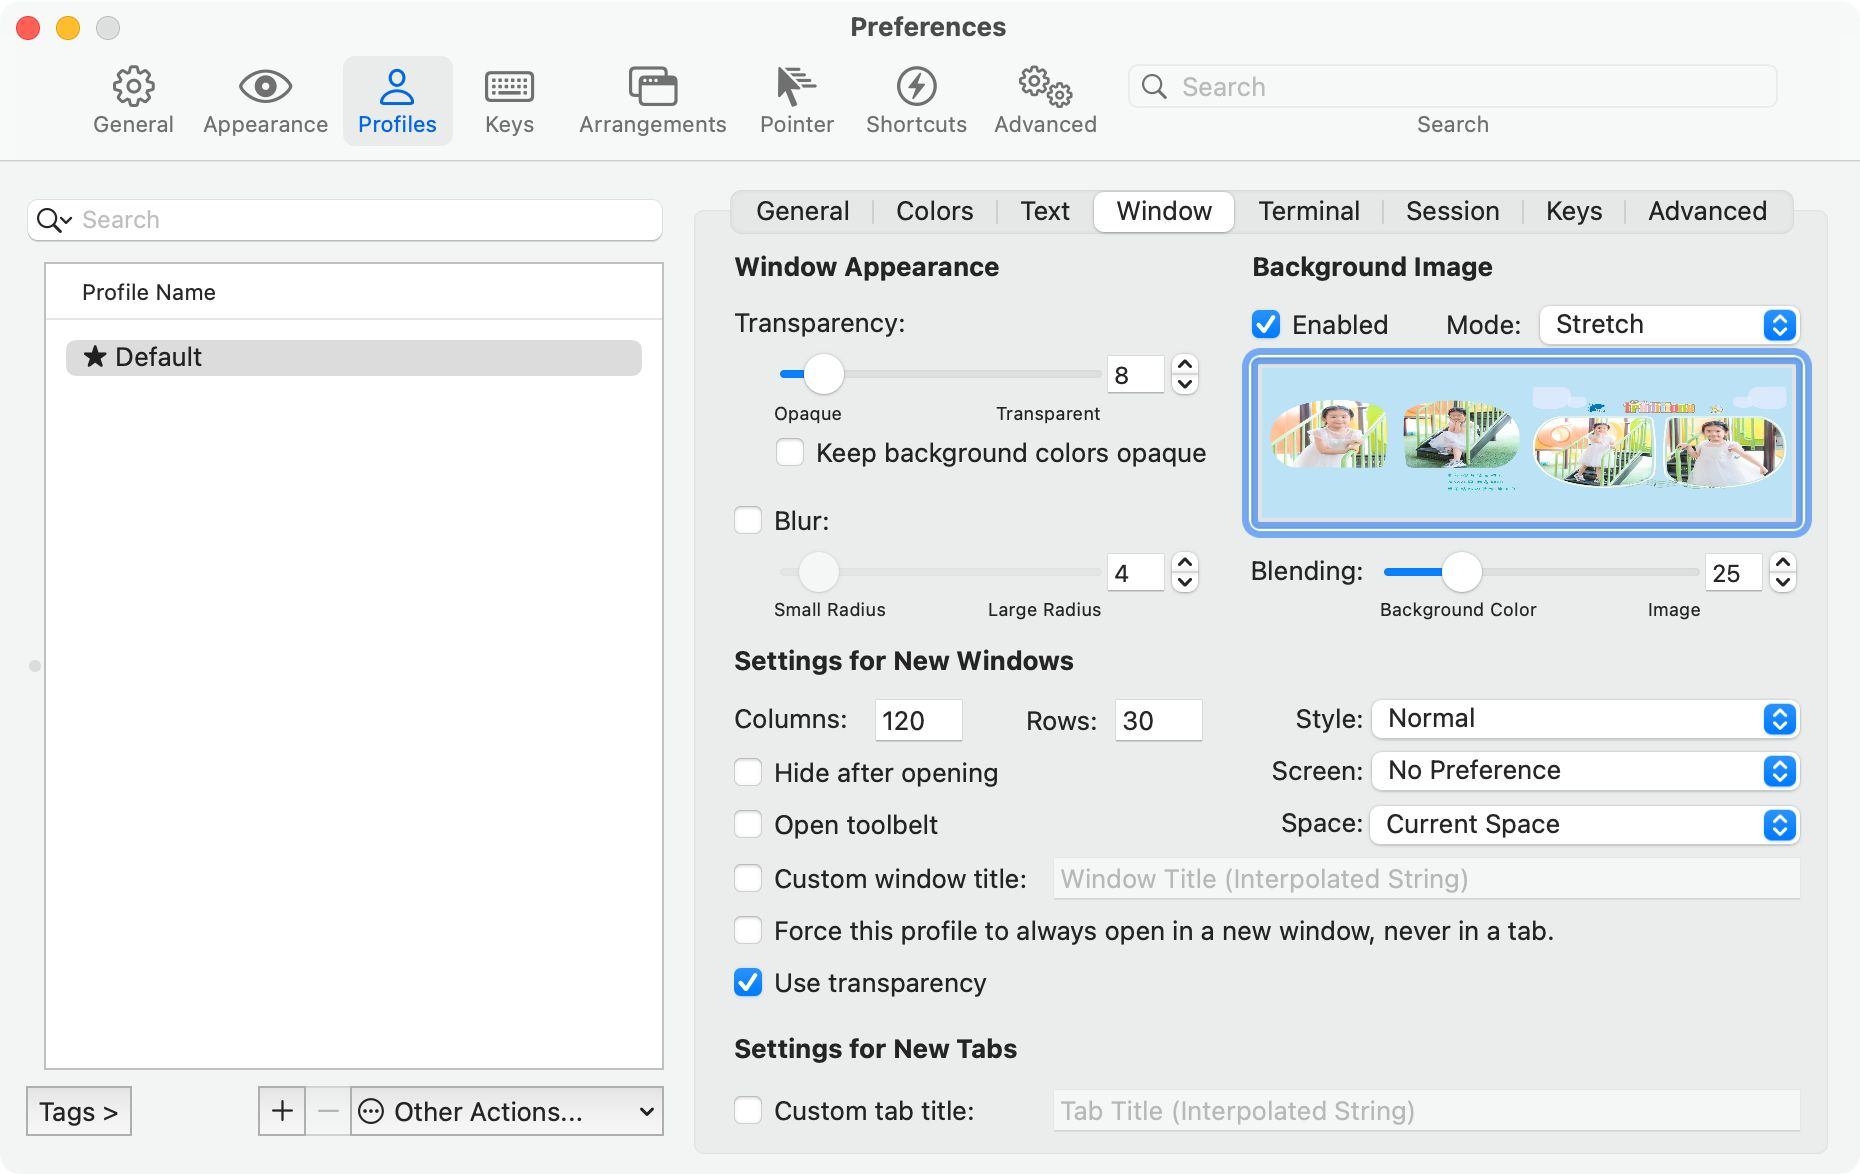 Preferences
General
Appearance
Profiles
Keys
Arrangements
Pointer
Shortcuts
Advanced
Search
Search
Search
Profile Name
★ Default
Tags >
+
−
Other Actions...
General
Colors
Text
Window
Terminal
Session
Keys
Advanced
Window Appearance
Transparency:
8
Opaque
Transparent
Keep background colors opaque
Blur:
4
Small Radius
Large Radius
Background Image
Enabled
Mode: Stretch
Blending:
25
Background Color
Image
Settings for New Windows
Columns: 120
Rows: 30
Style: Normal
Hide after opening
Screen: No Preference
Open toolbelt
Space: Current Space
Custom window title: Window Title (Interpolated String)
Force this profile to always open in a new window, never in a tab.
Use transparency
Settings for New Tabs
Custom tab title: Tab Title (Interpolated String)